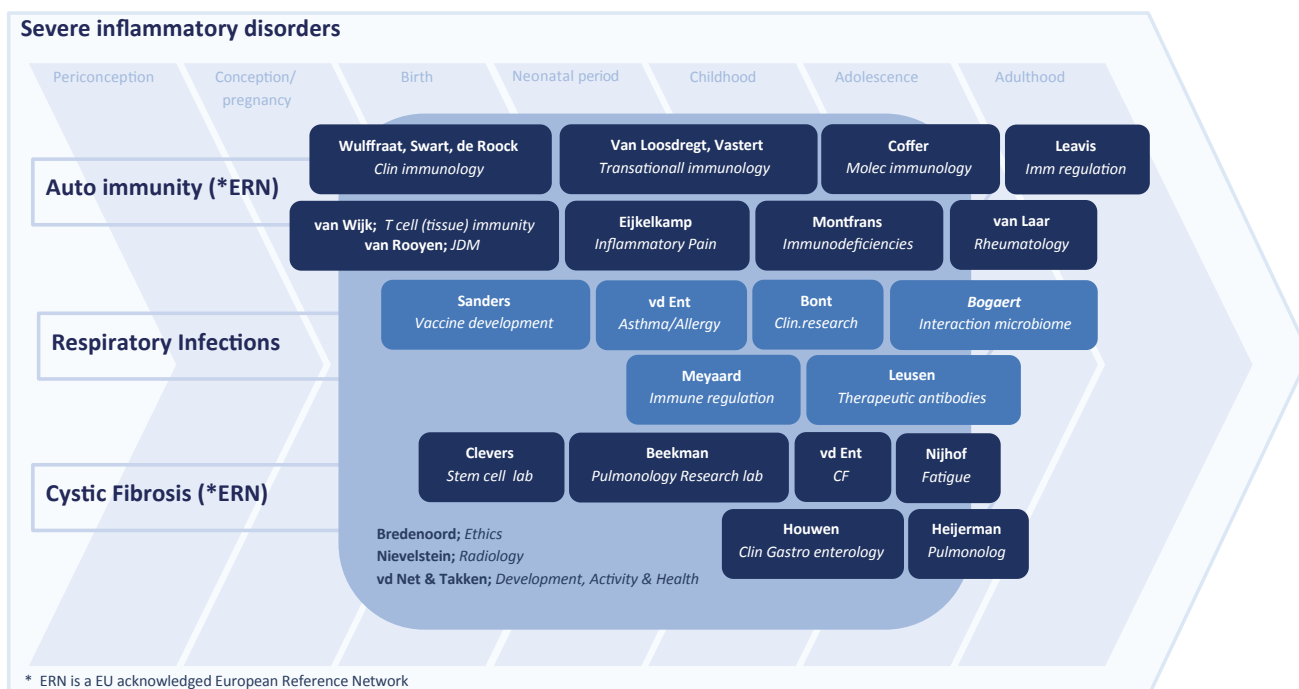 Severe inflammatory disorders
Periconception
Conception/
pregnancy
Birth
Neonatal period
Childhood
Adolescence
Adulthood
Auto immunity (*ERN)
Wulffraat, Swart, de Roock
Clin immunology
Van Loosdregt, Vastert
Transationall immunology
Coffer
Molec immunology
Leavis
Imm regulation
van Wijk; T cell (tissue) immunity
van Rooyen; JDM
Eijkelkamp
Inflammatory Pain
Montfrans
Immunodeficiencies
van Laar
Rheumatology
Respiratory Infections
Sanders
Vaccine development
vd Ent
Asthma/Allergy
Bont
Clin.research
Bogaert
Interaction microbiome
Meyaard
Immune regulation
Leusen
Therapeutic antibodies
Cystic Fibrosis (*ERN)
Clevers
Stem cell lab
Beekman
Pulmonology Research lab
vd Ent
CF
Nijhof
Fatigue
Houwen
Clin Gastro enterology
Heijerman
Pulmonolog
Bredenoord; Ethics
Nievelstein; Radiology
vd Net & Takken; Development, Activity & Health
* ERN is a EU acknowledged European Reference Network